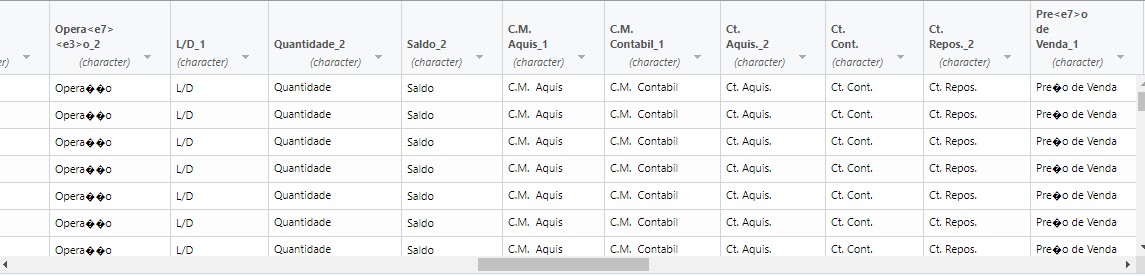 Opera<e7><e3>o_2 L/D_1 Quantidade_2 Saldo_2 C.M. Aquis_1 C.M. Contabil_1 Ct. Aquis._2 Ct. Cont. Ct. Repos._2 Pre<e7>o de Venda_1
er) (character) (character) (character) (character) (character) (character) (character) (character) (character) (character)
Opera��o L/D Quantidade Saldo C.M. Aquis C.M. Contabil Ct. Aquis. Ct. Cont. Ct. Repos. Pre�o de Venda
Opera��o L/D Quantidade Saldo C.M. Aquis C.M. Contabil Ct. Aquis. Ct. Cont. Ct. Repos. Pre�o de Venda
Opera��o L/D Quantidade Saldo C.M. Aquis C.M. Contabil Ct. Aquis. Ct. Cont. Ct. Repos. Pre�o de Venda
Opera��o L/D Quantidade Saldo C.M. Aquis C.M. Contabil Ct. Aquis. Ct. Cont. Ct. Repos. Pre�o de Venda
Opera��o L/D Quantidade Saldo C.M. Aquis C.M. Contabil Ct. Aquis. Ct. Cont. Ct. Repos. Pre�o de Venda
Opera��o L/D Quantidade Saldo C.M. Aquis C.M. Contabil Ct. Aquis. Ct. Cont. Ct. Repos. Pre�o de Venda
Opera��o L/D Quantidade Saldo C.M. Aquis C.M. Contabil Ct. Aquis. Ct. Cont. Ct. Repos. Pre�o de Venda